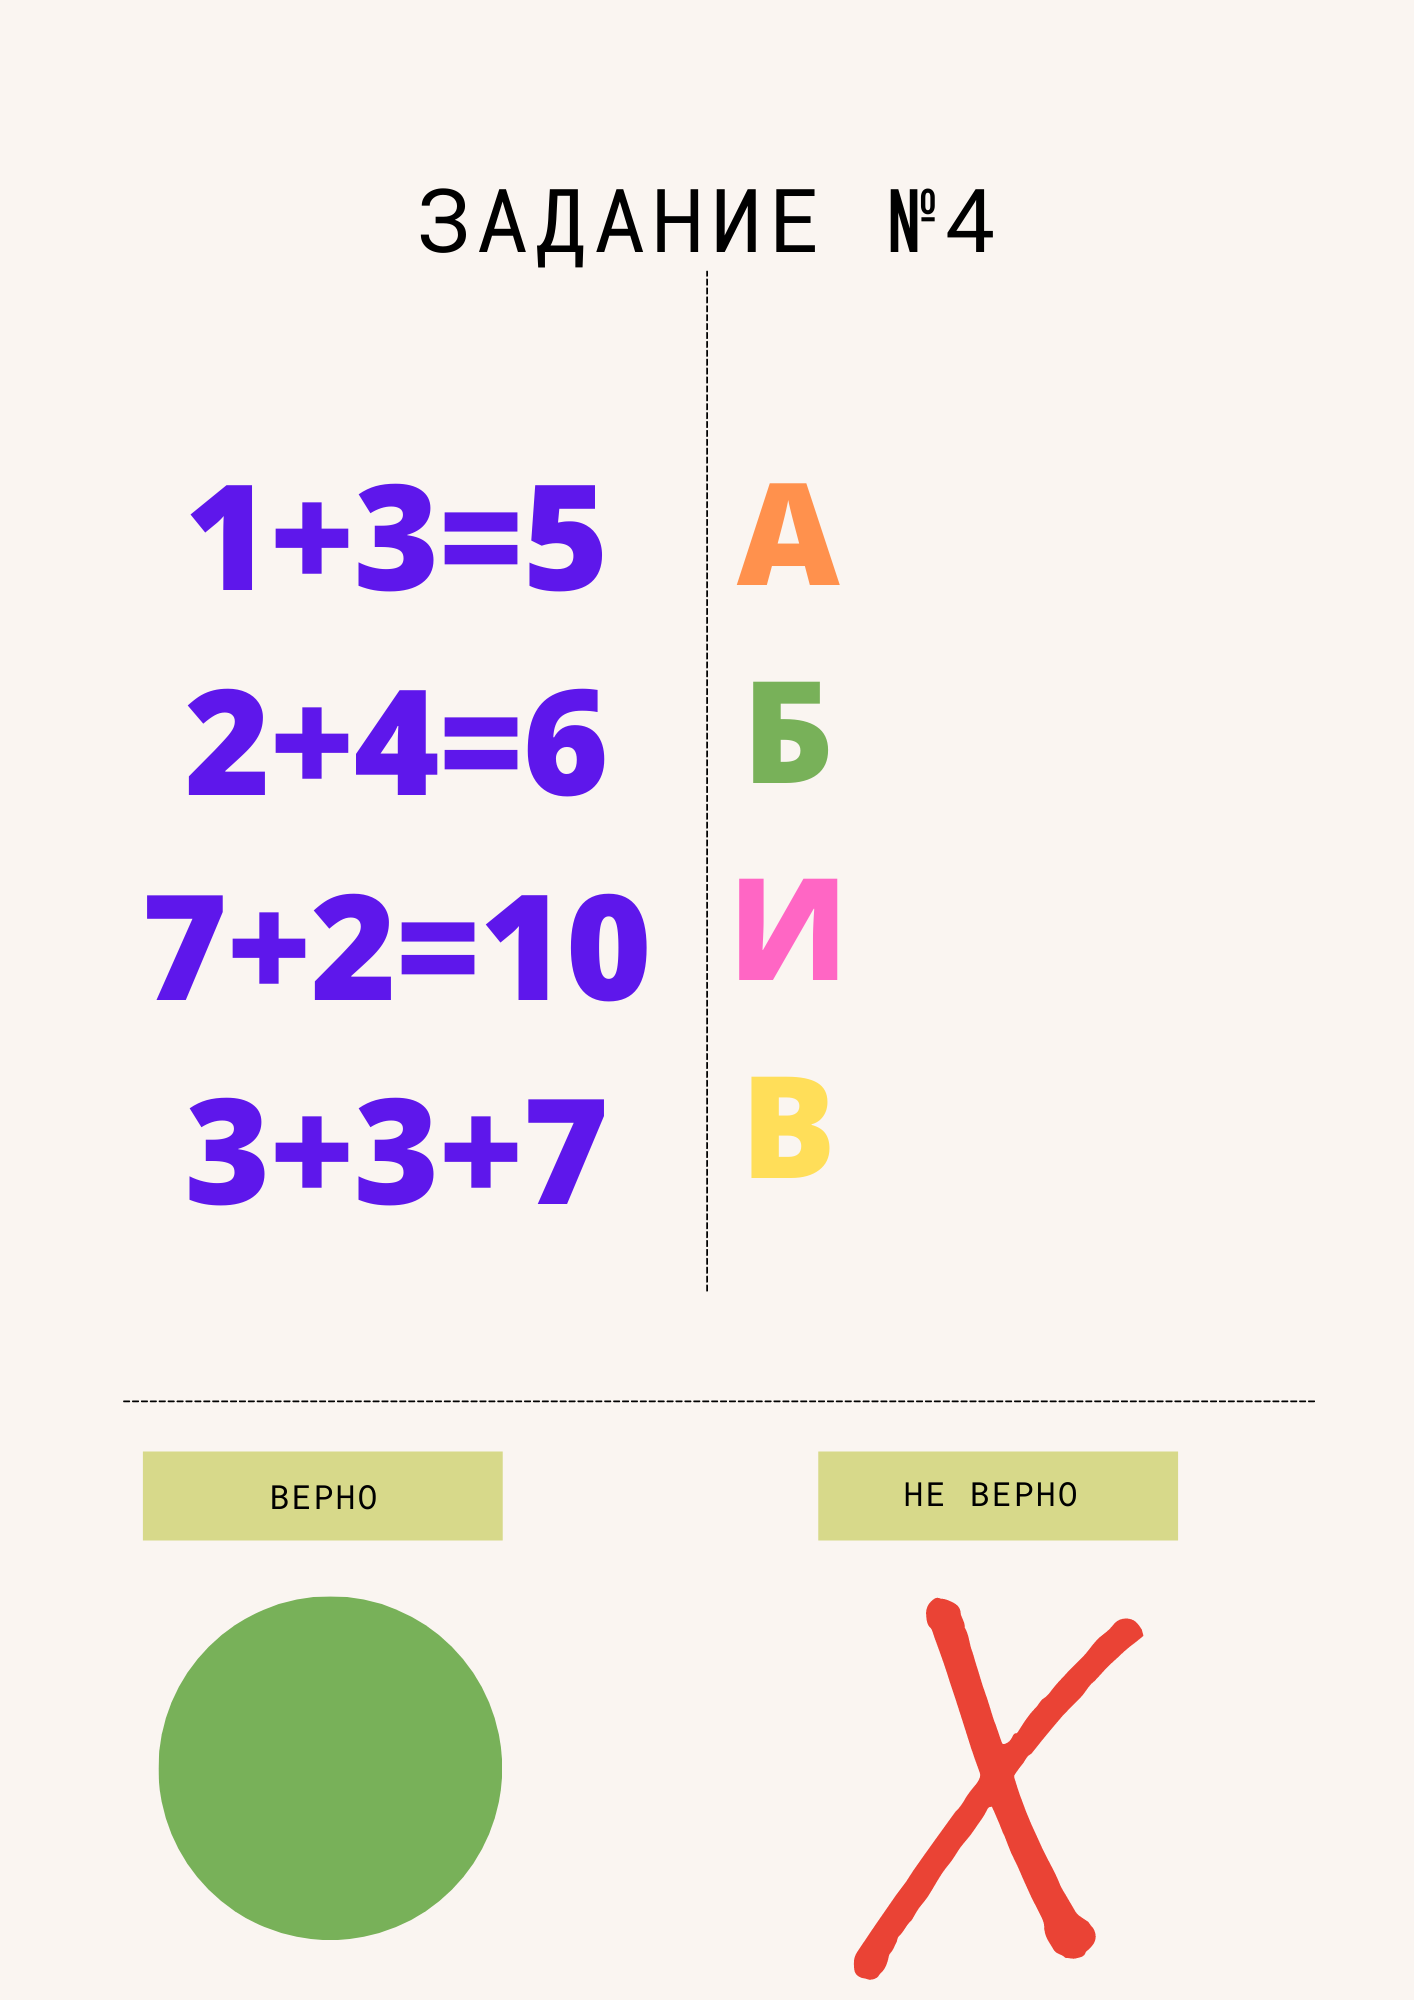 ЗАДАНИЕ №4
1+3=5
А
2+4=6
Б
7+2=10
И
3+3+7
В
ВЕРНО
НЕ ВЕРНО